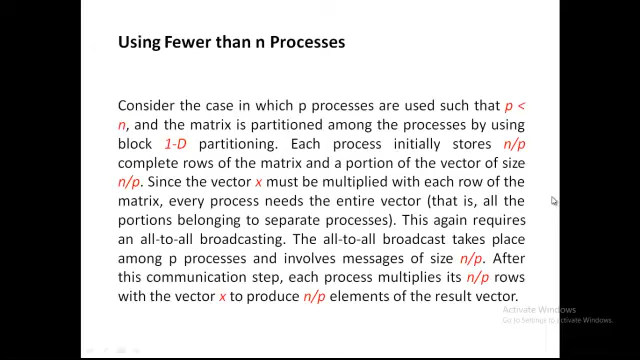 Using Fewer than n Processes
Consider the case in which p processes are used such that p <
n, and the matrix is partitioned among the processes by using
block 1-D partitioning. Each process initially stores n/p
complete rows of the matrix and a portion of the vector of size
n/p. Since the vector x must be multiplied with each row of the
matrix, every process needs the entire vector (that is, all the
portions belonging to separate processes). This again requires
an all-to-all broadcasting. The all-to-all broadcast takes place
among p processes and involves messages of size n/p. After
this communication step, each process multiplies its n/p rows
with the vector x to produce n/p elements of the result vector.
Activate Windows
Go to Settings to activate Windows.